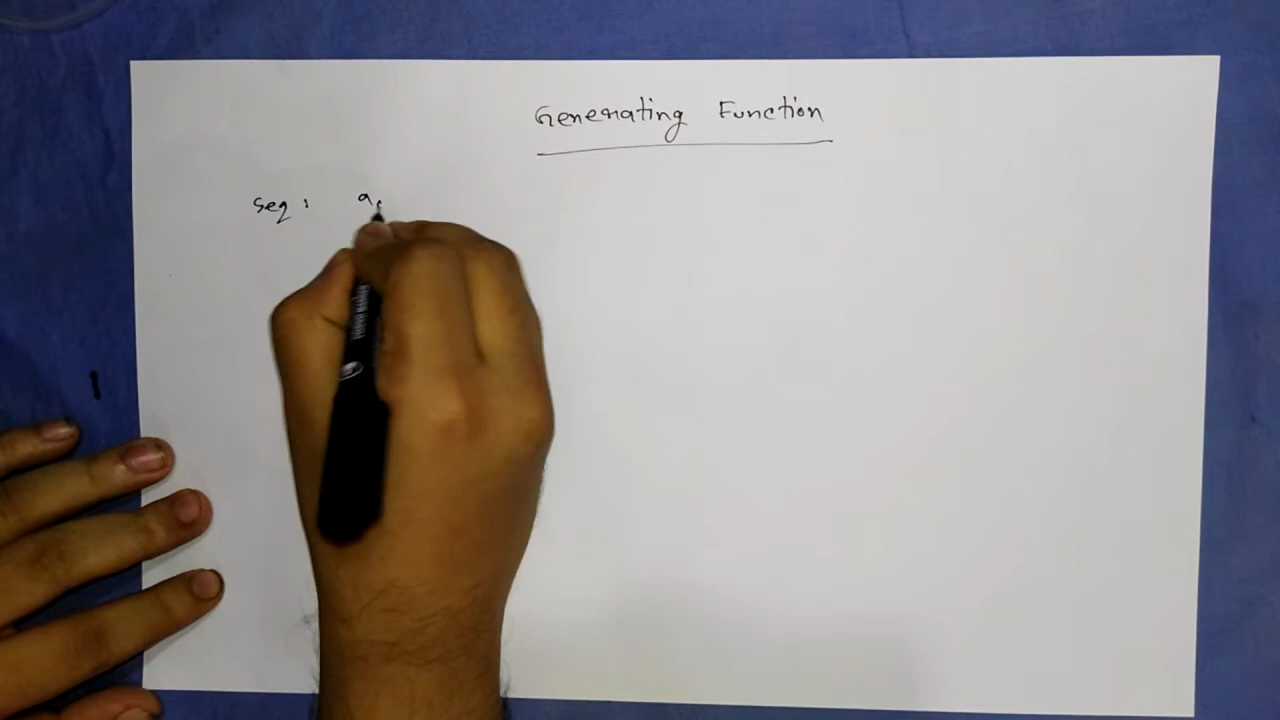 Generating Function
Seq : a